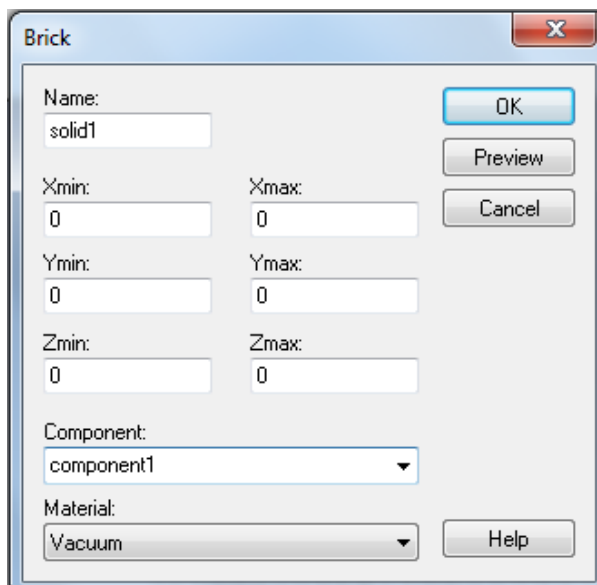 Brick
Name:
solid1
OK
Preview
Cancel
Xmin:
Xmax:
0
0
Ymin:
Ymax:
0
0
Zmin:
Zmax:
0
0
Component:
component1
Material:
Vacuum
Help